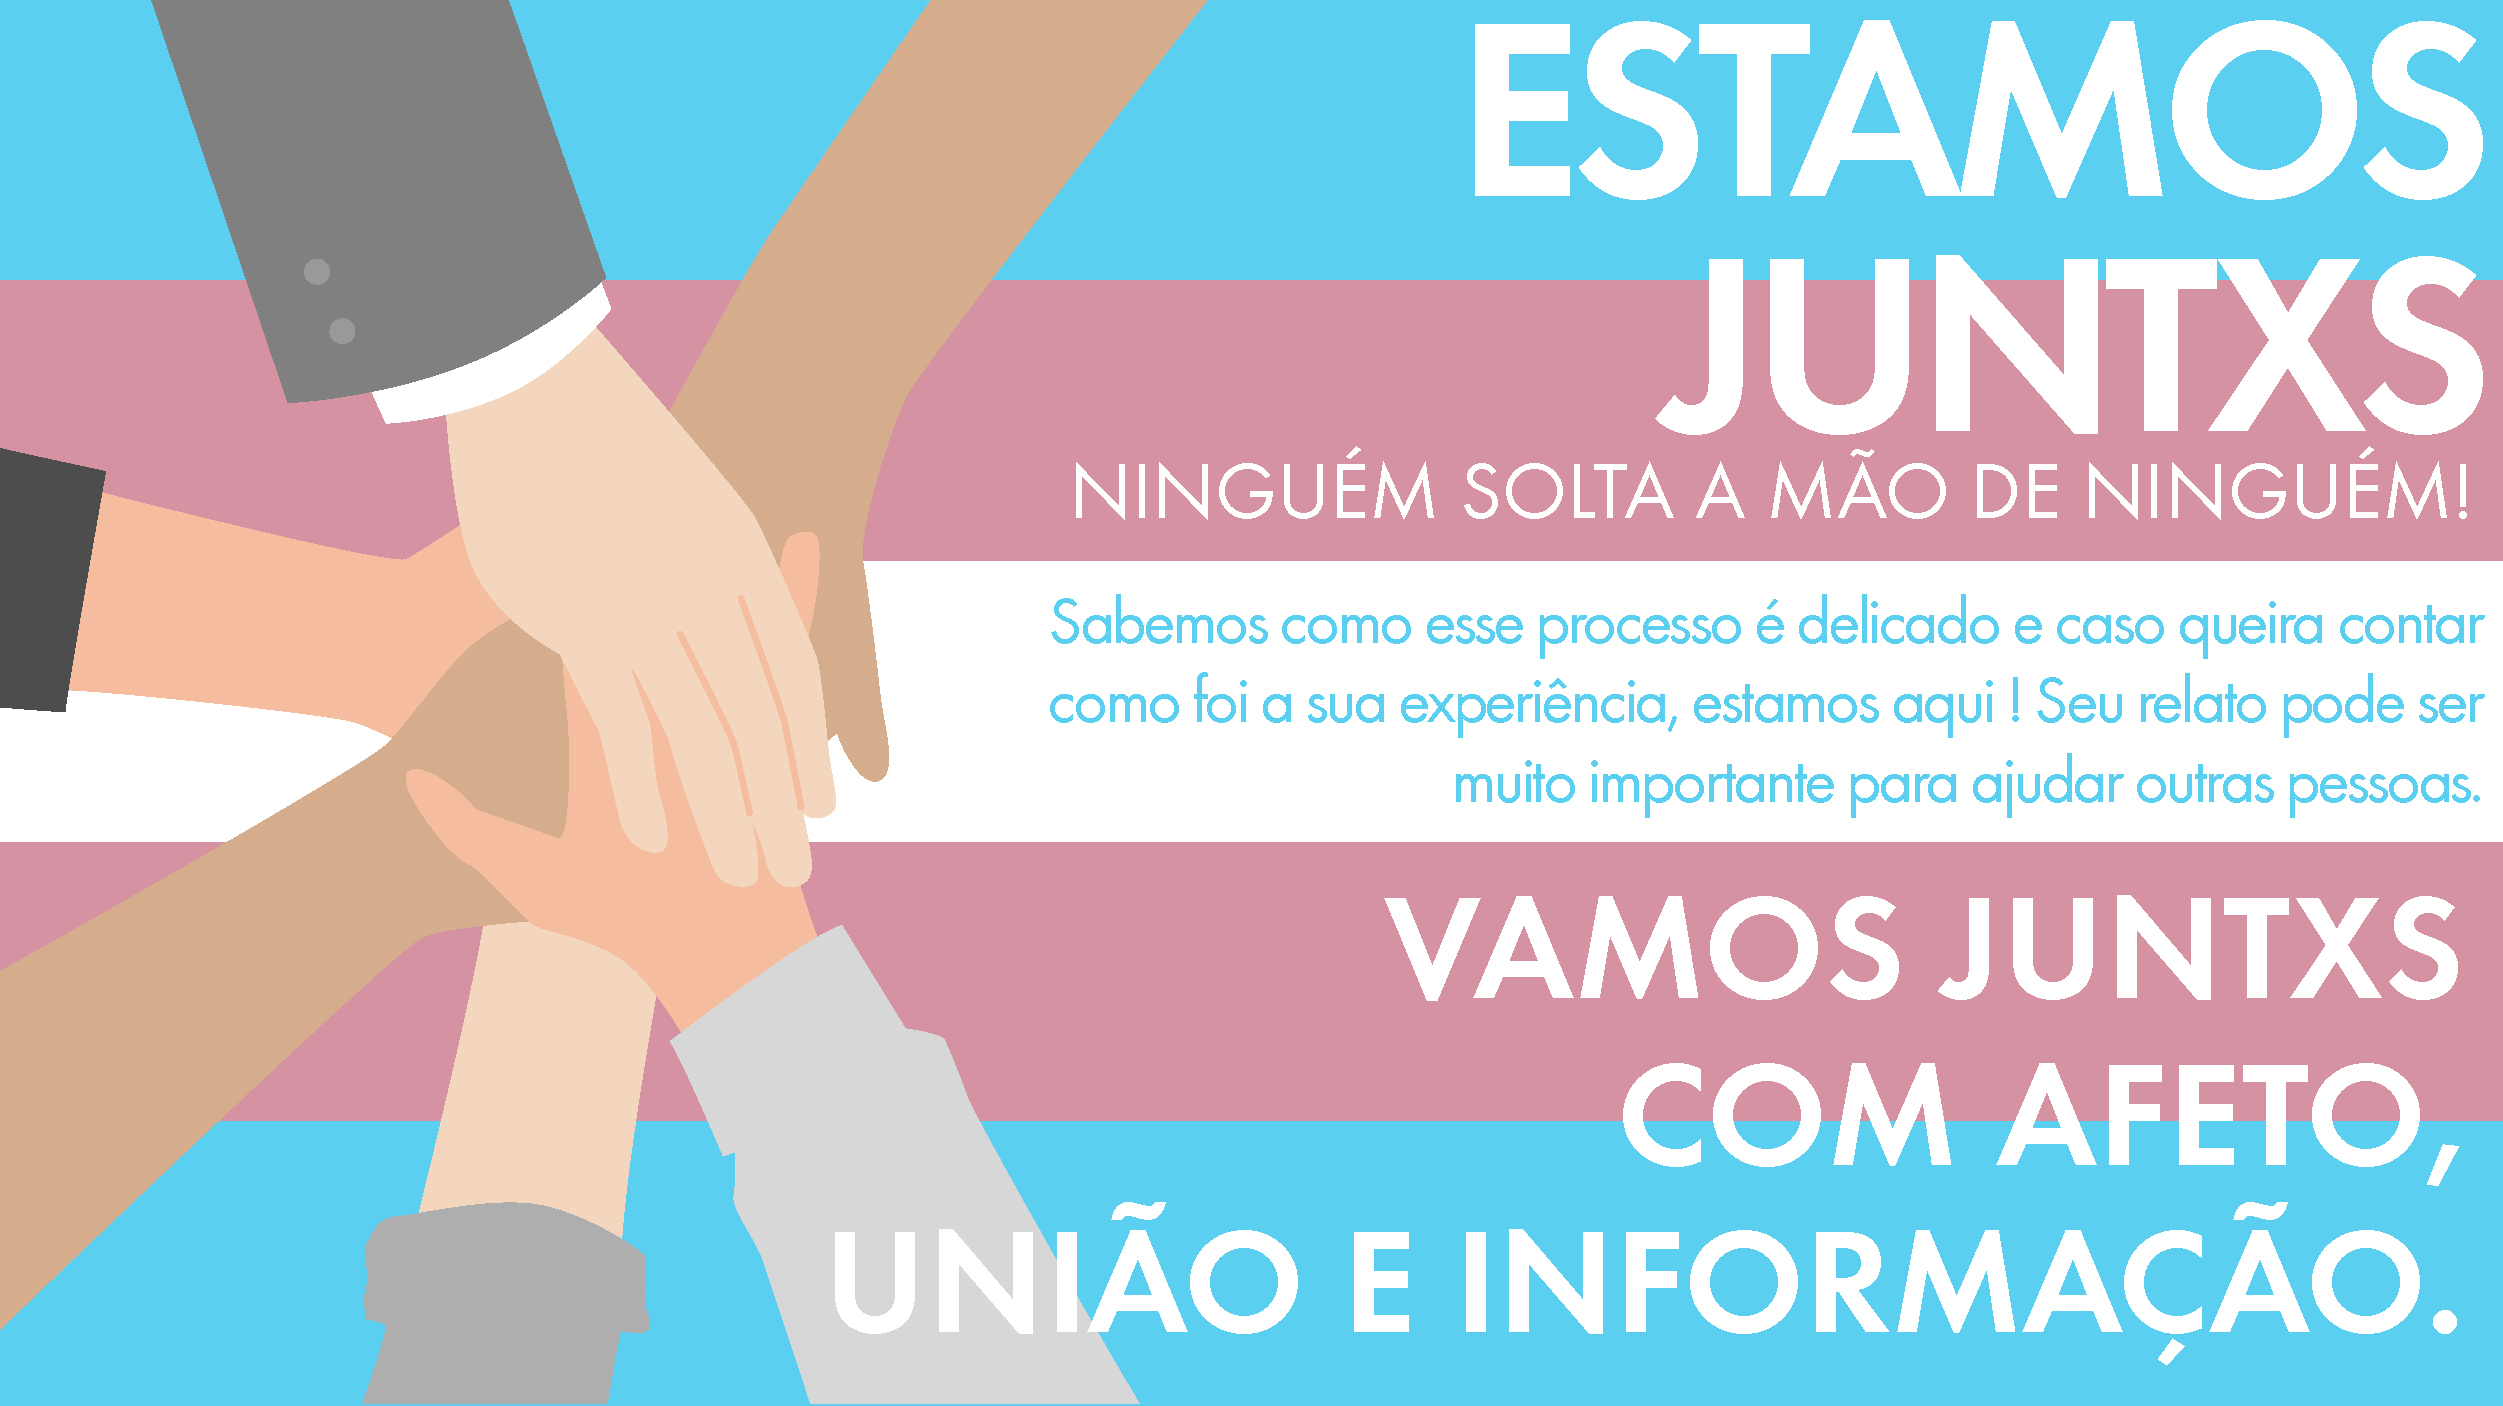 ESTAMOS
JUNTXS
NINGUÉM SOLTA A MÃO DE NINGUÉM!
Sabemos como esse processo é delicado e caso queira contar
como foi a sua experiência, estamos aqui ! Seu relato pode ser
muito importante para ajudar outras pessoas.
VAMOS JUNTXS
COM AFETO,
UNIÃO E INFORMAÇÃO.